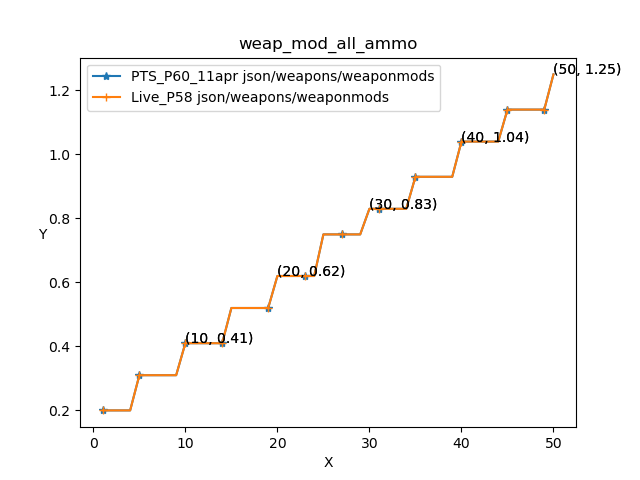 weap_mod_all_ammo
PTS_P60_11apr json/weapons/weaponmods
Live_P58 json/weapons/weaponmods
(50, 1.25)
(40, 1.04)
(30, 0.83)
(20, 0.62)
(10, 0.41)
1.2
1.0
0.8
0.6
0.4
0.2
Y
0 10 20 30 40 50
X